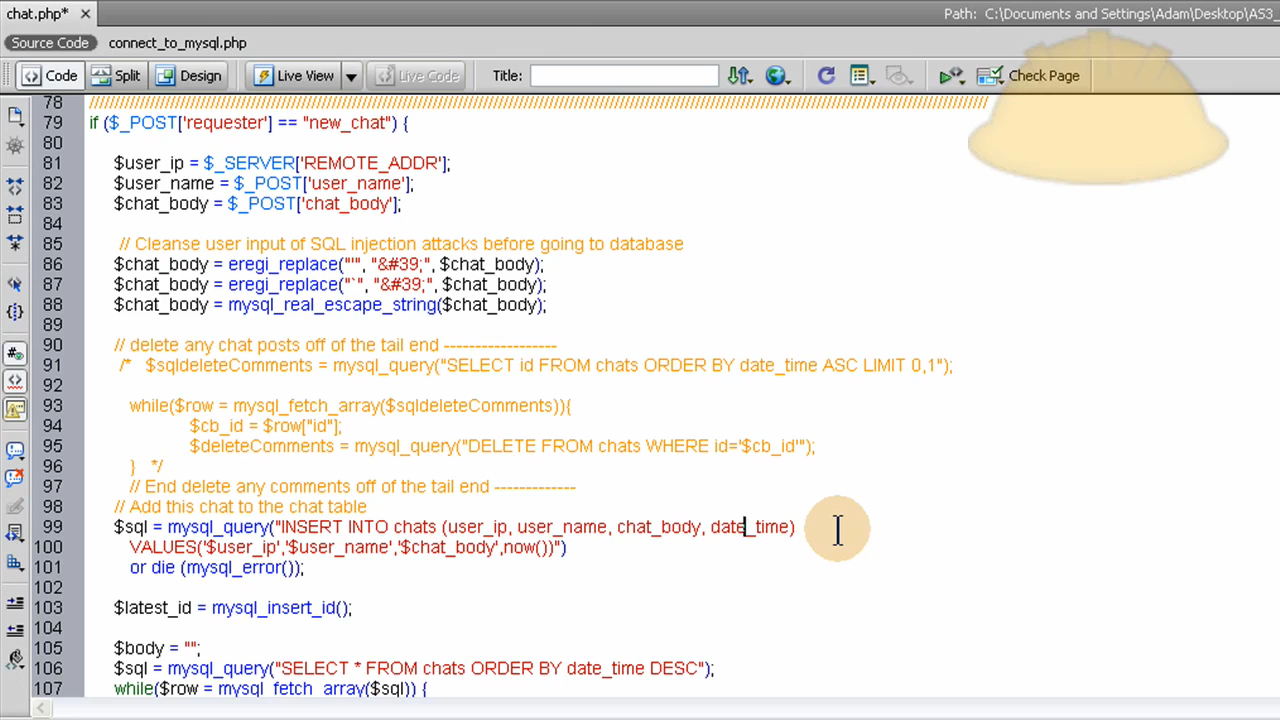 chat.php*
Path: C:\Documents and Settings\Adam\Desktop\AS3_
Source Code connect_to_mysql.php
Code Split Design Live View Live Code Title: Check Page
78 ////////////////////////////////////////////////////////////////////////////////////////////////////////////////////////////////////////////////
79 if ($_POST['requester'] == "new_chat") {
80
81 $user_ip = $_SERVER['REMOTE_ADDR'];
82 $user_name = $_POST['user_name'];
83 $chat_body = $_POST['chat_body'];
84
85 // Cleanse user input of SQL injection attacks before going to database
86 $chat_body = eregi_replace("'", "&#39;", $chat_body);
87 $chat_body = eregi_replace("`", "&#39;", $chat_body);
88 $chat_body = mysql_real_escape_string($chat_body);
89
90 // delete any chat posts off of the tail end ------------------
91 /* $sqldeleteComments = mysql_query("SELECT id FROM chats ORDER BY date_time ASC LIMIT 0,1");
92
93 while($row = mysql_fetch_array($sqldeleteComments)){
94 $cb_id = $row["id"];
95 $deleteComments = mysql_query("DELETE FROM chats WHERE id='$cb_id'");
96 } */
97 // End delete any comments off of the tail end -------------
98 // Add this chat to the chat table
99 $sql = mysql_query("INSERT INTO chats (user_ip, user_name, chat_body, date_time)
100 VALUES('$user_ip','$user_name','$chat_body',now())")
101 or die (mysql_error());
102
103 $latest_id = mysql_insert_id();
104
105 $body = "";
106 $sql = mysql_query("SELECT * FROM chats ORDER BY date_time DESC");
107 while($row = mysql_fetch_array($sql)) {